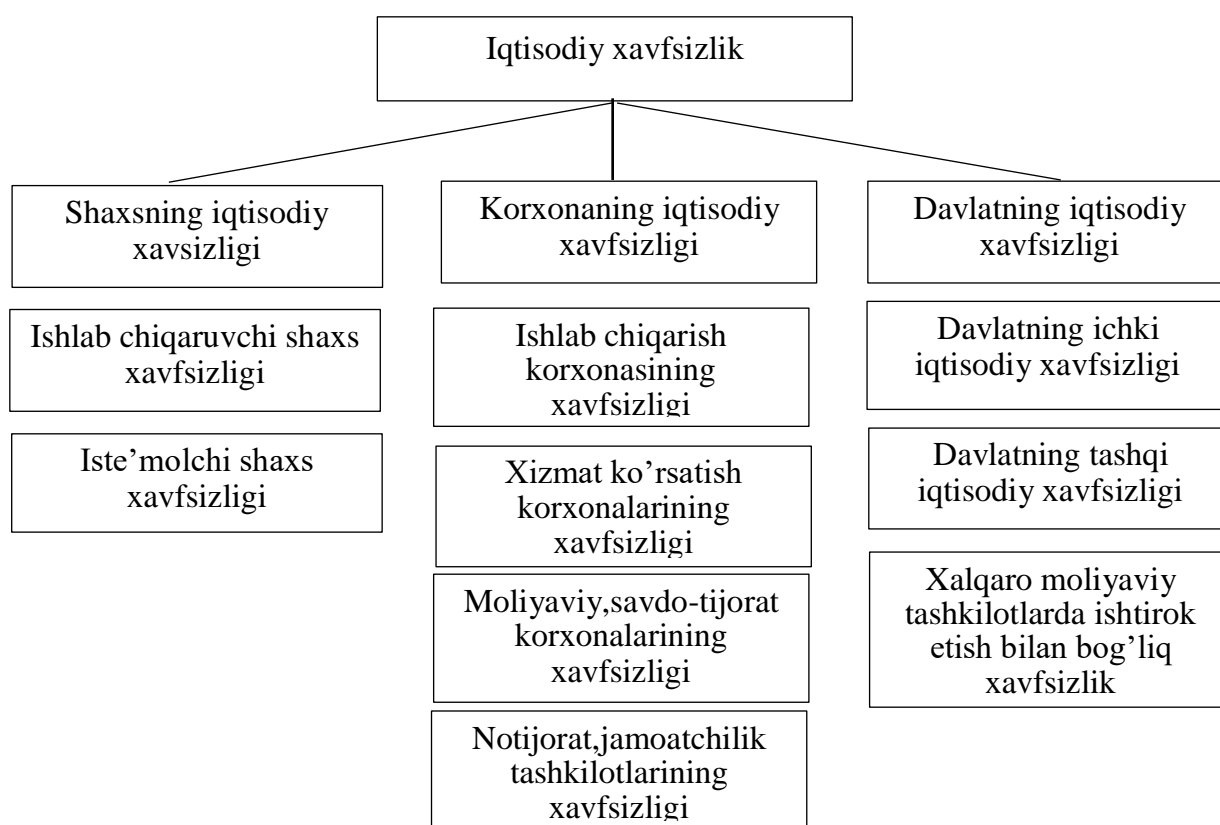 Iqtisodiy xavfsizlik
Shaxsning iqtisodiy
xavsizligi
Ishlab chiqaruvchi shaxs
xavfsizligi
Iste’molchi shaxs
xavfsizligi
Korxonaning iqtisodiy
xavfsizligi
Ishlab chiqarish
korxonasining
xavfsizligi
Xizmat ko’rsatish
korxonalarining
xavfsizligi
Moliyaviy,savdo-tijorat
korxonalarining
xavfsizligi
Notijorat,jamoatchilik
tashkilotlarining
xavfsizligi
Davlatning iqtisodiy
xavfsizligi
Davlatning ichki
iqtisodiy xavfsizligi
Davlatning tashqi
iqtisodiy xavfsizligi
Xalqaro moliyaviy
tashkilotlarda ishtirok
etish bilan bog’liq
xavfsizlik